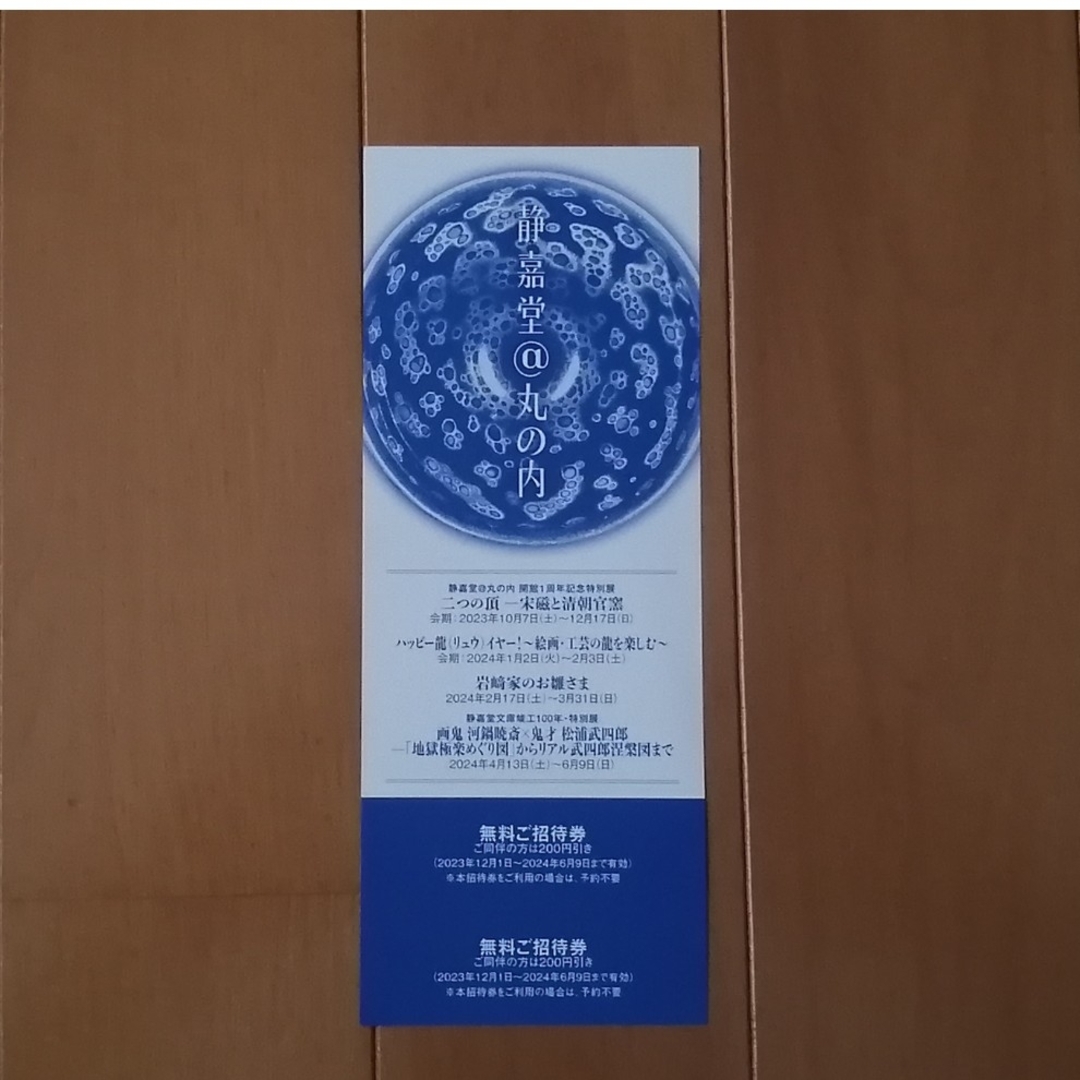 静嘉堂@丸の内
静嘉堂@丸の内 開館1周年記念特別展
二つの頂 ―宋磁と清朝官窯
会期：2023年10月7日(土)～12月17日(日)
ハッピー龍(リュウ)イヤー!～絵画・工芸の龍を楽しむ～
会期：2024年1月2日(火)～2月3日(土)
岩﨑家のお雛さま
2024年2月17日(土)～3月31日(日)
静嘉堂文庫竣工100年・特別展
画鬼 河鍋暁斎×鬼才 松浦武四郎
―「地獄極楽めぐり図」からリアル武四郎涅槃図まで
2024年4月13日(土)～6月9日(日)
無料ご招待券
ご同伴の方は200円引き
(2023年12月1日～2024年6月9日まで有効)
※本招待券をご利用の場合は、予約不要
無料ご招待券
ご同伴の方は200円引き
(2023年12月1日～2024年6月9日まで有効)
※本招待券をご利用の場合は、予約不要